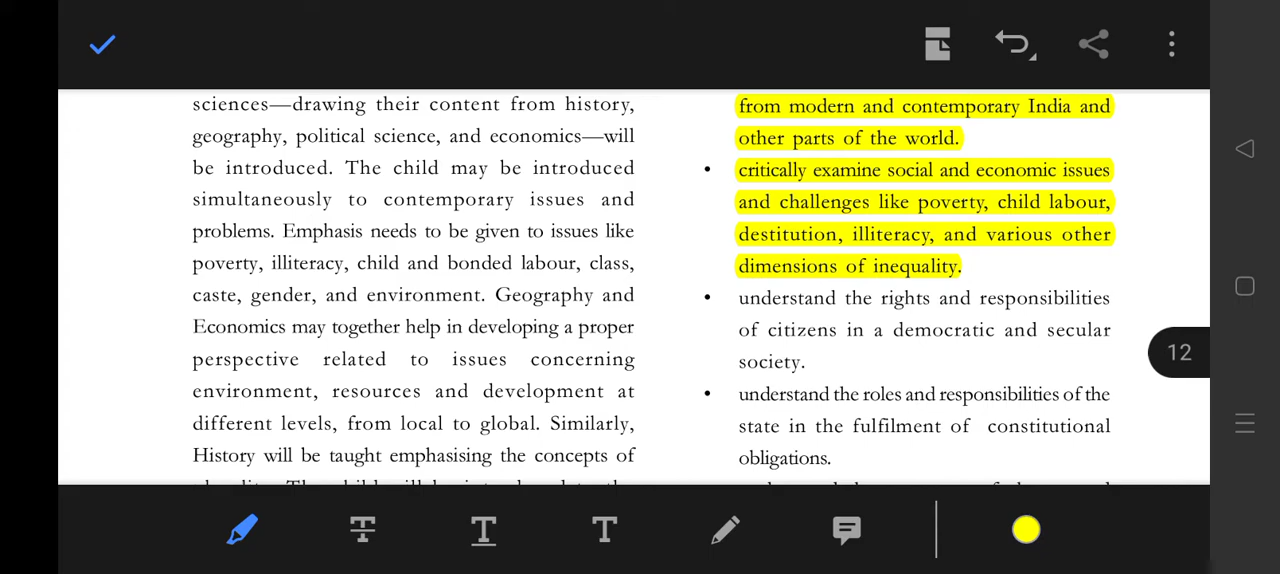 sciences—drawing their content from history,
geography, political science, and economics—will
be introduced. The child may be introduced
simultaneously to contemporary issues and
problems. Emphasis needs to be given to issues like
poverty, illiteracy, child and bonded labour, class,
caste, gender, and environment. Geography and
Economics may together help in developing a proper
perspective related to issues concerning
environment, resources and development at
different levels, from local to global. Similarly,
History will be taught emphasising the concepts of
from modern and contemporary India and
other parts of the world.
• critically examine social and economic issues
and challenges like poverty, child labour,
destitution, illiteracy, and various other
dimensions of inequality.
• understand the rights and responsibilities
of citizens in a democratic and secular
society.
• understand the roles and responsibilities of the
state in the fulfilment of constitutional
obligations.
12
T
T
T